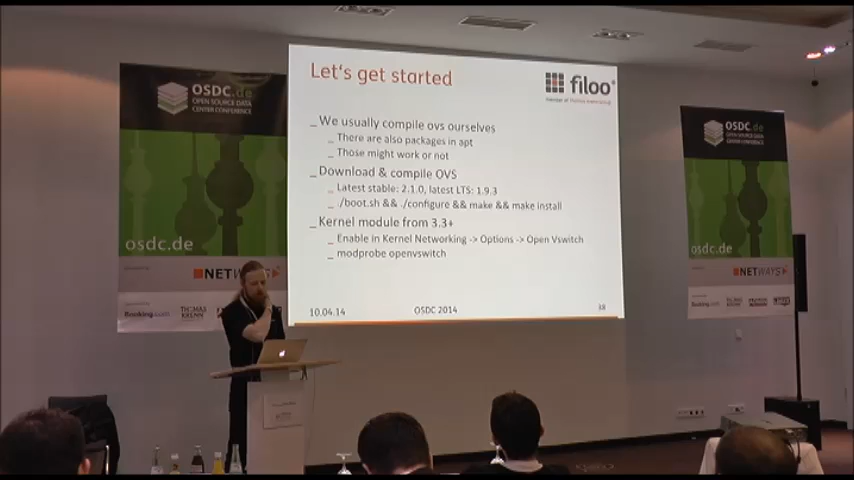 Let's get started
filoo
_ We usually compile ovs ourselves
_ There are also packages in apt
_ Those might work or not
_ Download & compile OVS
_ Latest stable: 2.1.0, latest LTS: 1.9.3
_ ./boot.sh && ./configure && make && make install
_ Kernel module from 3.3+
_ Enable in Kernel Networking -> Options -> Open Vswitch
_ modprobe openvswitch
10.04.14 OSDC 2014 18
OSDC.de
OPEN SOURCE DATA
CENTER CONFERENCE
osdc.de
NETWAYS
Booking.com THOMAS
KRENN
OSDC.de
OPEN SOURCE DATA
CENTER CONFERENCE
osdc.de
NETWAYS
Booking.com